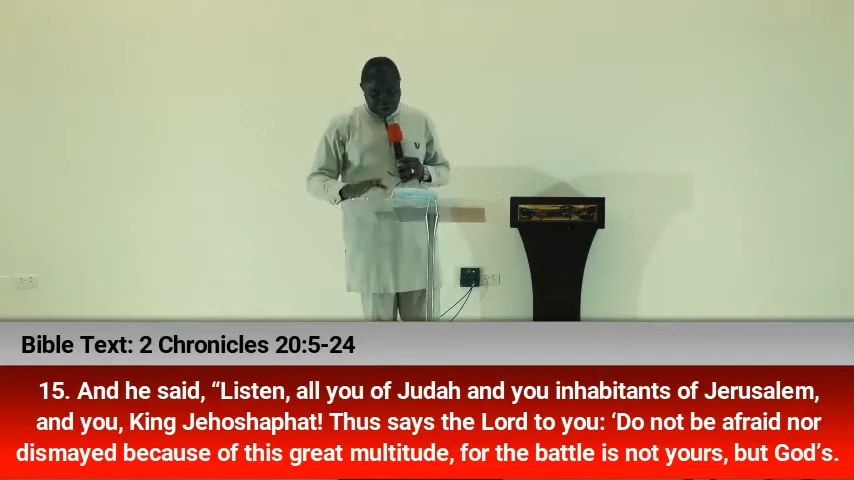 Bible Text: 2 Chronicles 20:5-24
15. And he said, “Listen, all you of Judah and you inhabitants of Jerusalem,
and you, King Jehoshaphat! Thus says the Lord to you: ‘Do not be afraid nor
dismayed because of this great multitude, for the battle is not yours, but God’s.